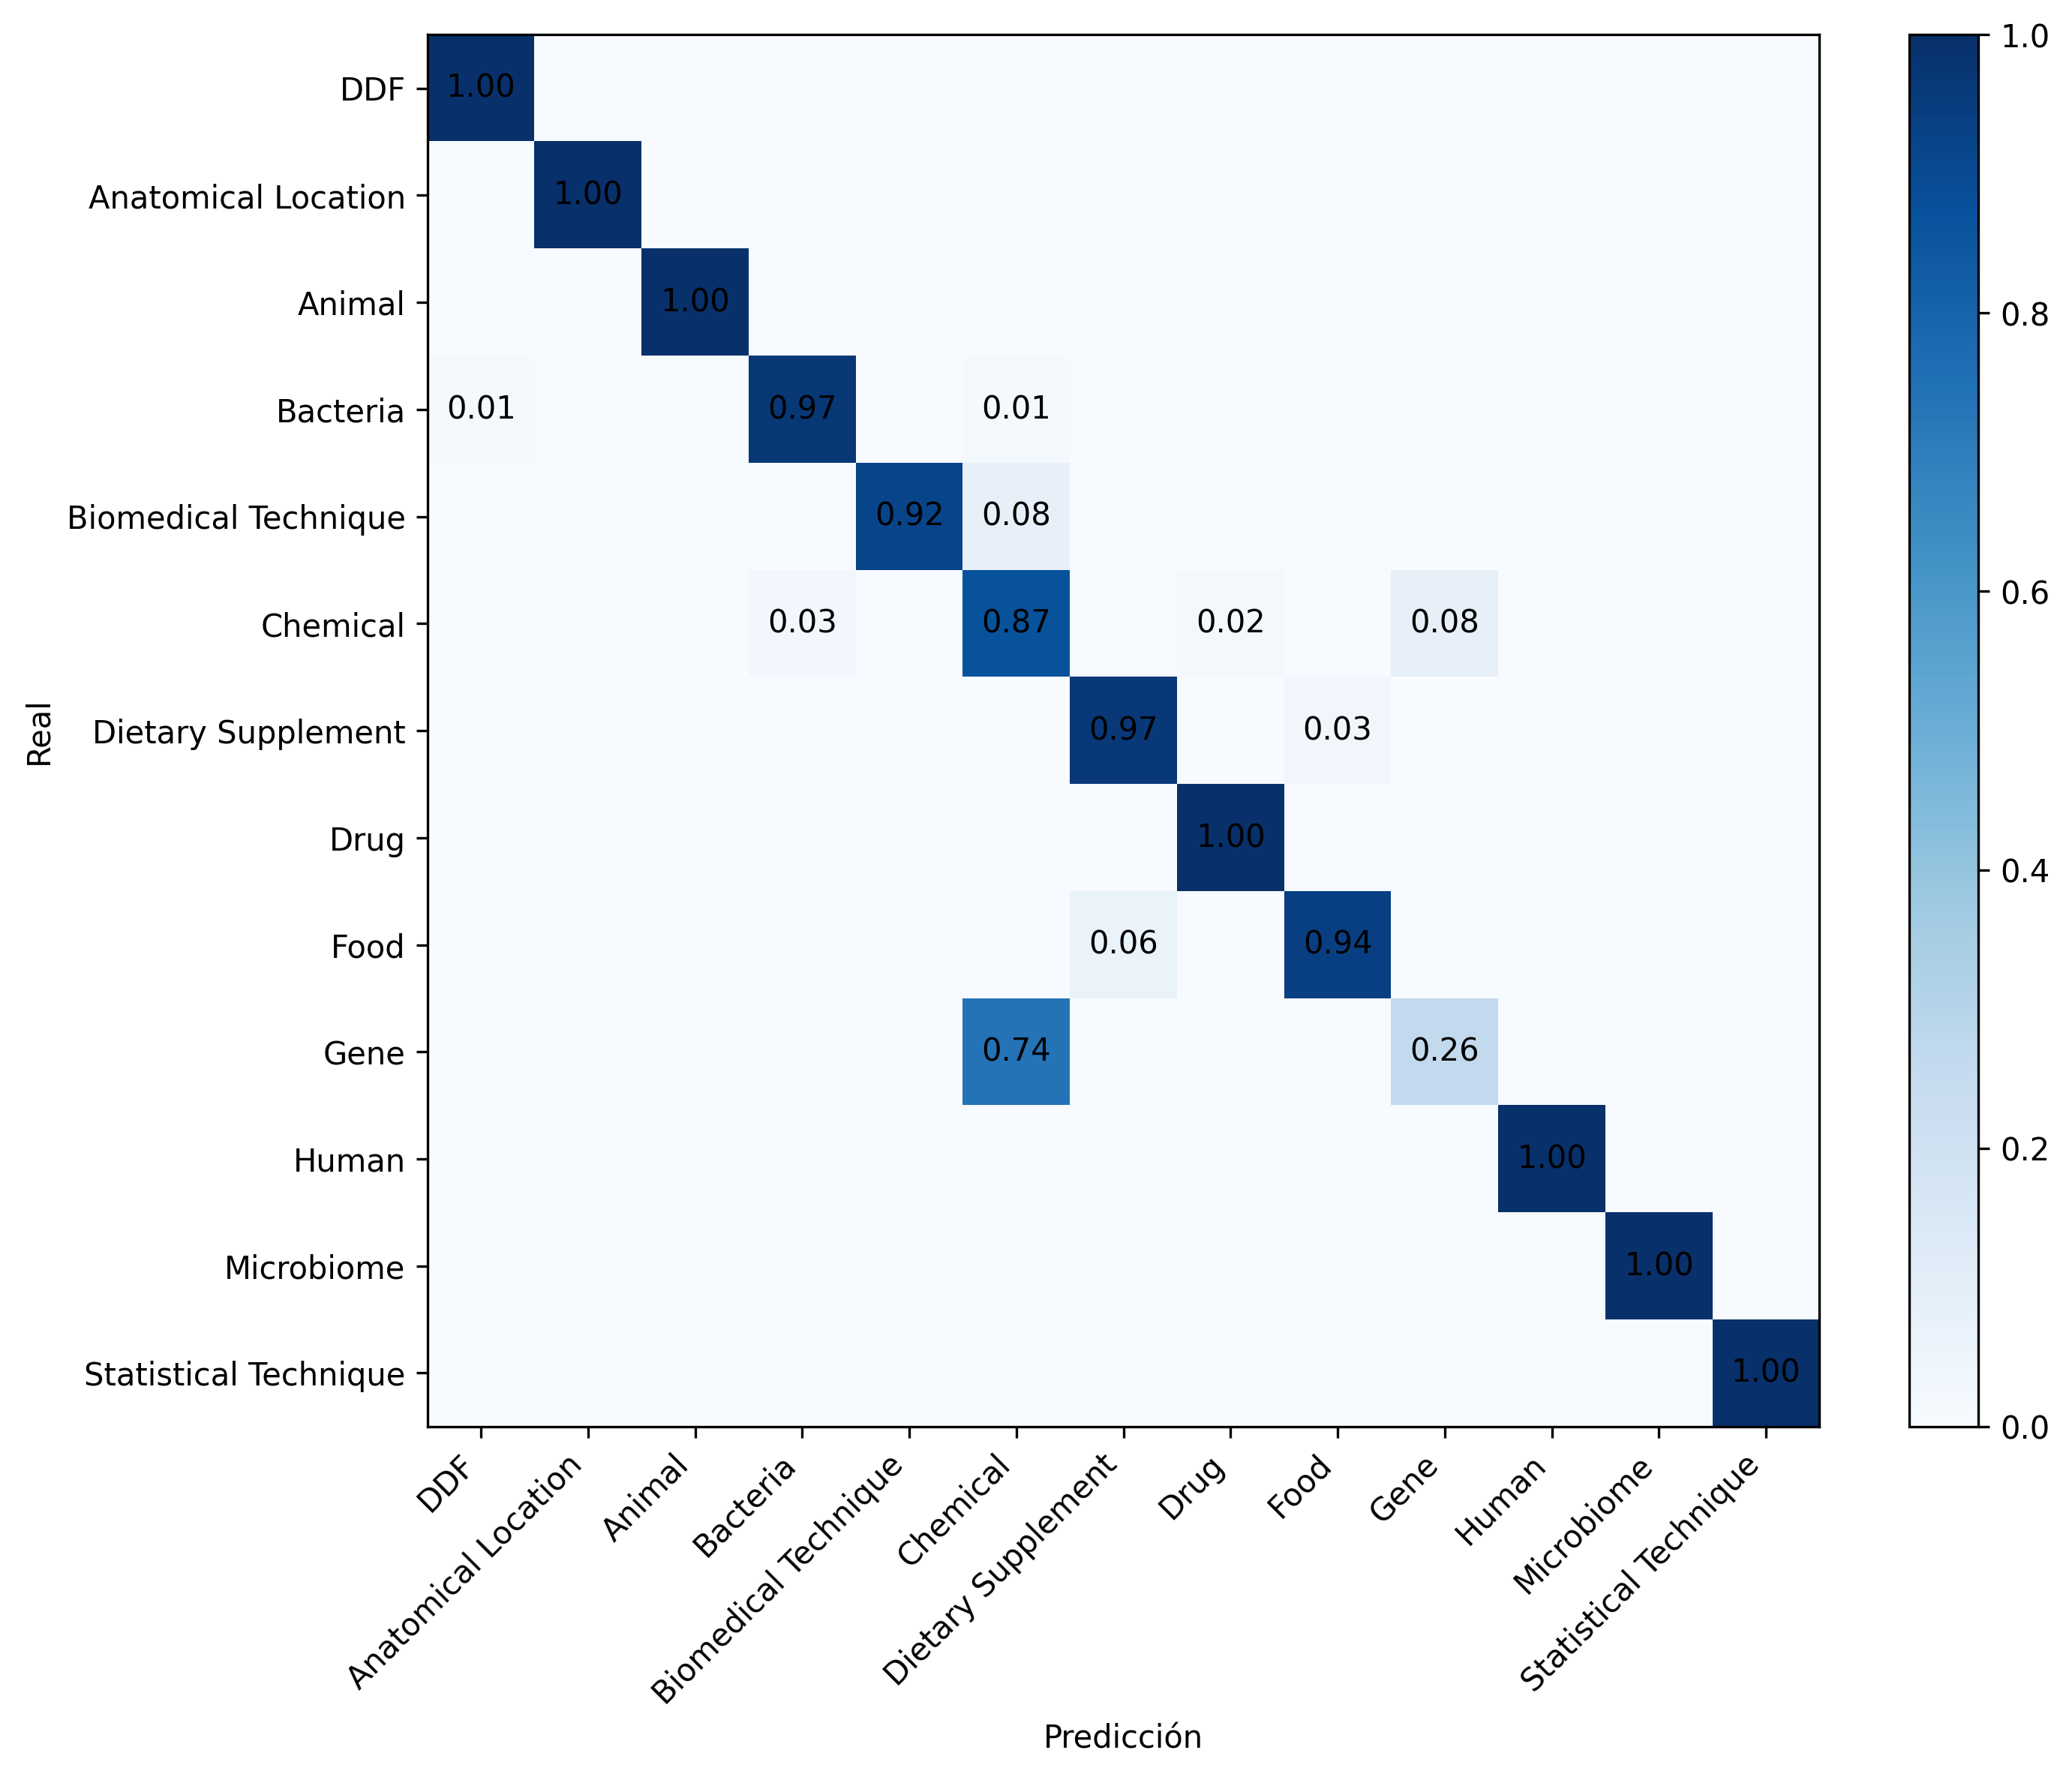 DDF 1.00
Anatomical Location 1.00
Animal 1.00
Bacteria 0.01 0.97 0.01
Biomedical Technique 0.92 0.08
Chemical 0.03 0.87 0.02 0.08
Dietary Supplement 0.97 0.03
Drug 1.00
Food 0.06 0.94
Gene 0.74 0.26
Human 1.00
Microbiome 1.00
Statistical Technique 1.00
Real
DDF
Anatomical Location
Animal
Bacteria
Biomedical Technique
Chemical
Dietary Supplement
Drug
Food
Gene
Human
Microbiome
Statistical Technique
Predicción
1.0
0.8
0.6
0.4
0.2
0.0